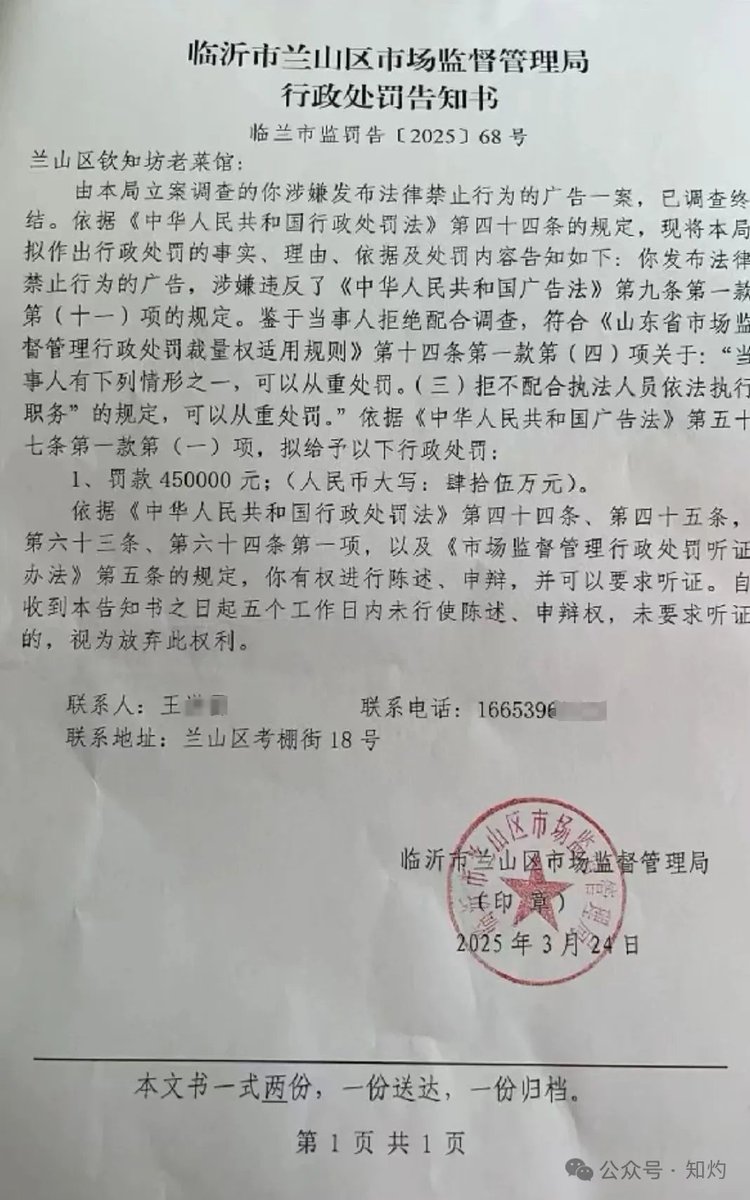 临沂市兰山区市场监督管理局
行政处罚告知书
临兰市监罚告〔2025〕68号
兰山区钦知坊老菜馆:
由本局立案调查的你涉嫌发布法律禁止行为的广告一案,已调查终
结。依据《中华人民共和国行政处罚法》第四十四条的规定,现将本局
拟作出行政处罚的事实、理由、依据及处罚内容告知如下:你发布法律
禁止行为的广告,涉嫌违反了《中华人民共和国广告法》第九条第一款
第(十一)项的规定。鉴于当事人拒绝配合调查,符合《山东省市场监
督管理行政处罚裁量权适用规则》第十四条第一款第(四)项关于:“当
事人有下列情形之一,可以从重处罚。(三)拒不配合执法人员依法执行
职务”的规定,可以从重处罚。”依据《中华人民共和国广告法》第五十
七条第一款第(一)项,拟给予以下行政处罚:
1、罚款450000元;(人民币大写:肆拾伍万元)。
依据《中华人民共和国行政处罚法》第四十四条、第四十五条,
第六十三条、第六十四条第一项,以及《市场监督管理行政处罚听证
办法》第五条的规定,你有权进行陈述、申辩,并可以要求听证。自
收到本告知书之日起五个工作日内未行使陈述、申辩权,未要求听证
的,视为放弃此权利。
联系人:王 联系电话:1665396
联系地址:兰山区考棚街18号
临沂市兰山区市场监督管理局
临沂市兰山区市场监督管理局
(印章)
2025年3月24日
本文书一式两份,一份送达,一份归档。
第1页共1页
公众号·知灼